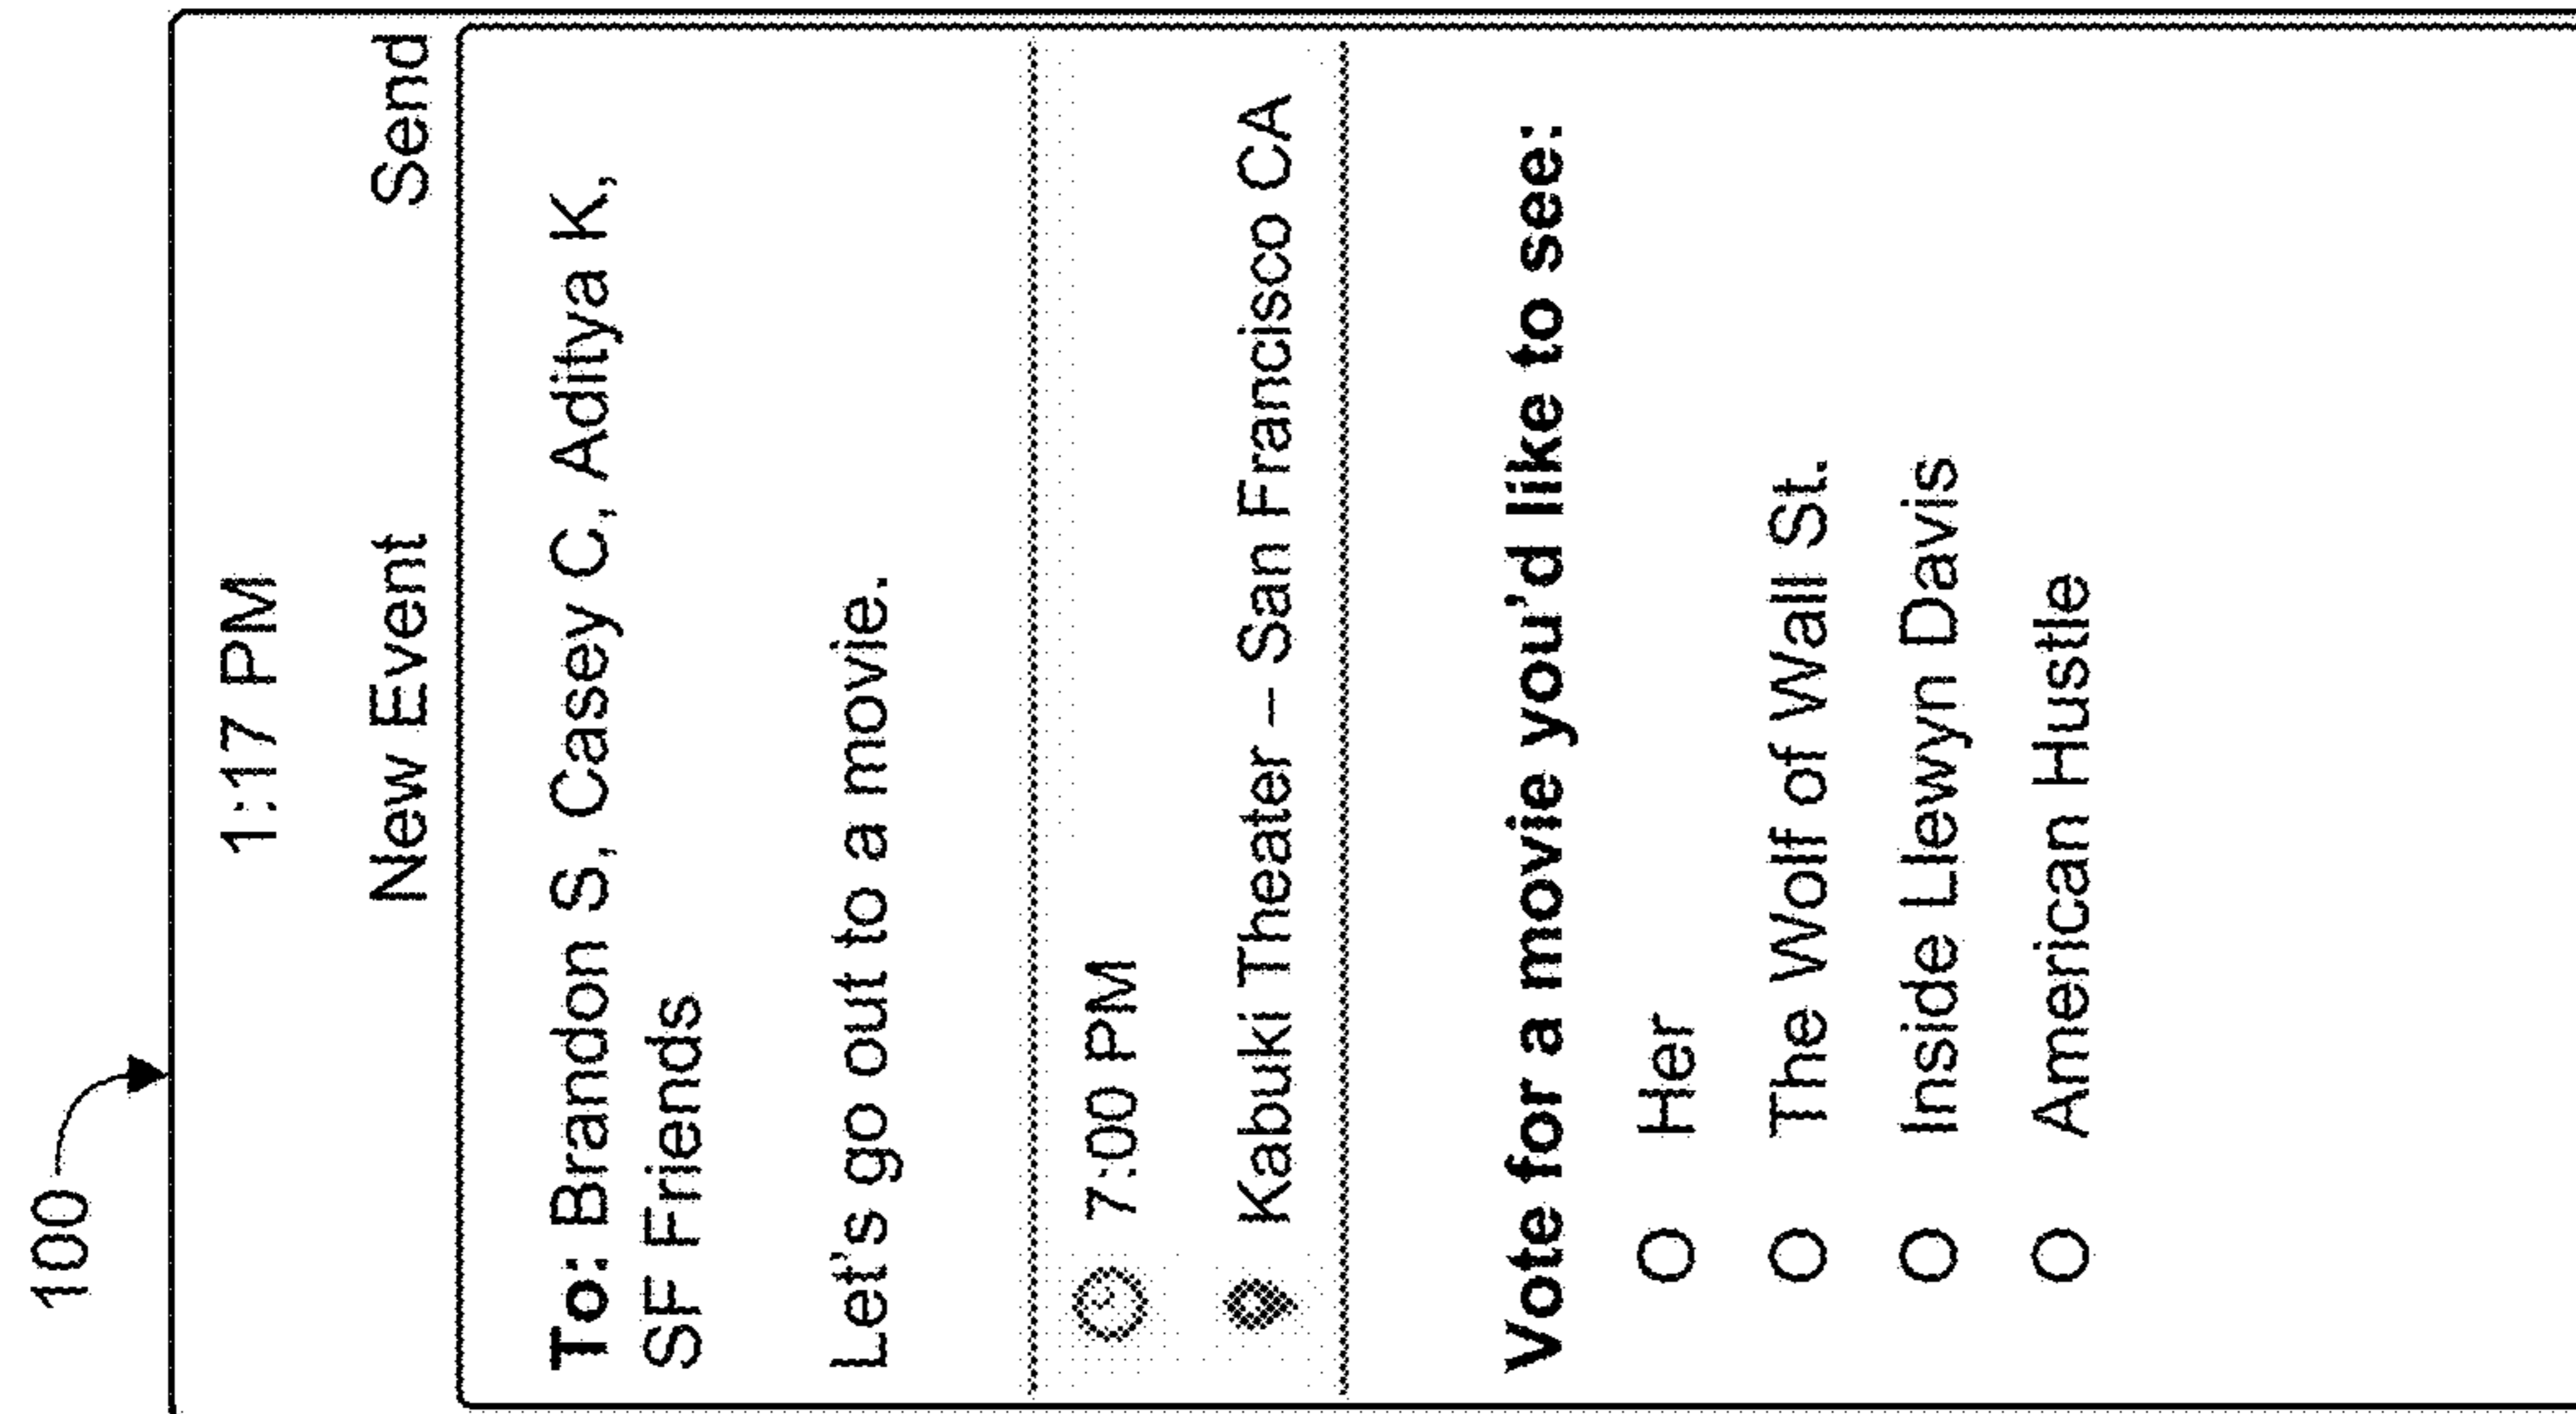 100
1:17 PM
New Event
Send
To: Brandon S, Casey C, Aditya K,
SF Friends
Let's go out to a movie.
7:00 PM
Kabuki Theater – San Francisco CA
Vote for a movie you'd like to see:
Her
The Wolf of Wall St.
Inside Llewyn Davis
American Hustle